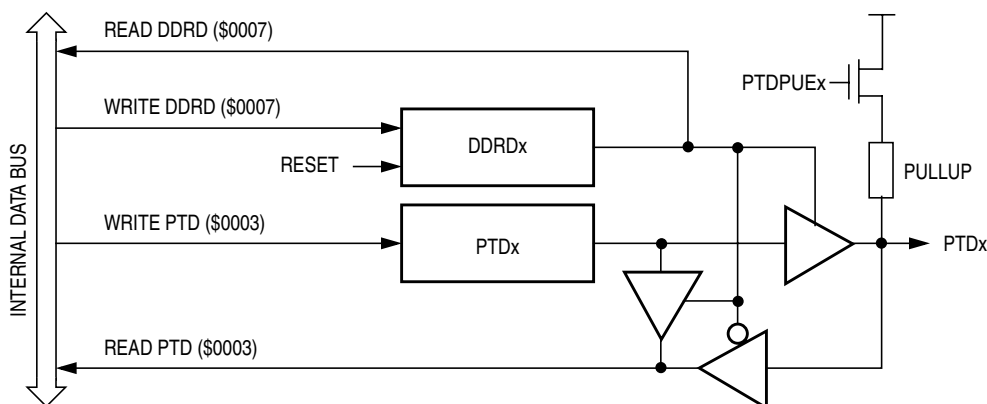 READ DDRD ($0007)
PTDPUEx
WRITE DDRD ($0007)
DDRDx
RESET
PULLUP
WRITE PTD ($0003)
PTDx
PTDx
INTERNAL DATA BUS
READ PTD ($0003)